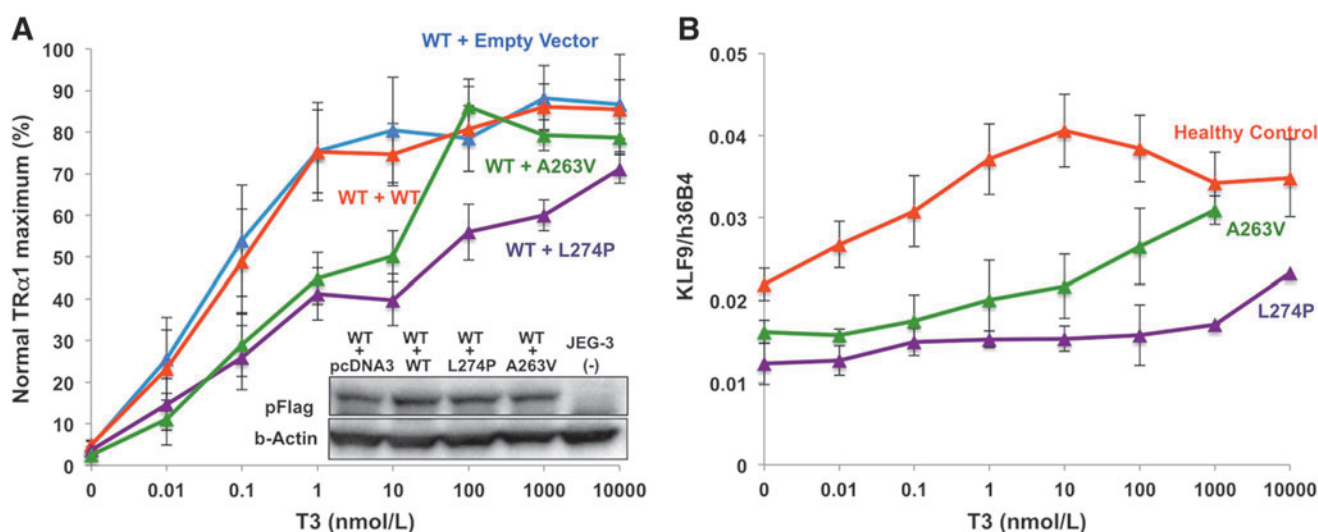 A
Normal TRα1 maximum (%)
100
90
80
70
60
50
40
30
20
10
0
WT + Empty Vector
WT + A263V
WT + WT
WT + L274P
WT + pcDNA3
WT + WT
WT + L274P
WT + A263V
JEG-3 (-)
pFlag
b-Actin
0 0.01 0.1 1 10 100 1000 10000
T3 (nmol/L)
B
KLF9/h36B4
0.05
0.04
0.03
0.02
0.01
0
Healthy Control
A263V
L274P
0 0.01 0.1 1 10 100 1000 10000
T3 (nmol/L)